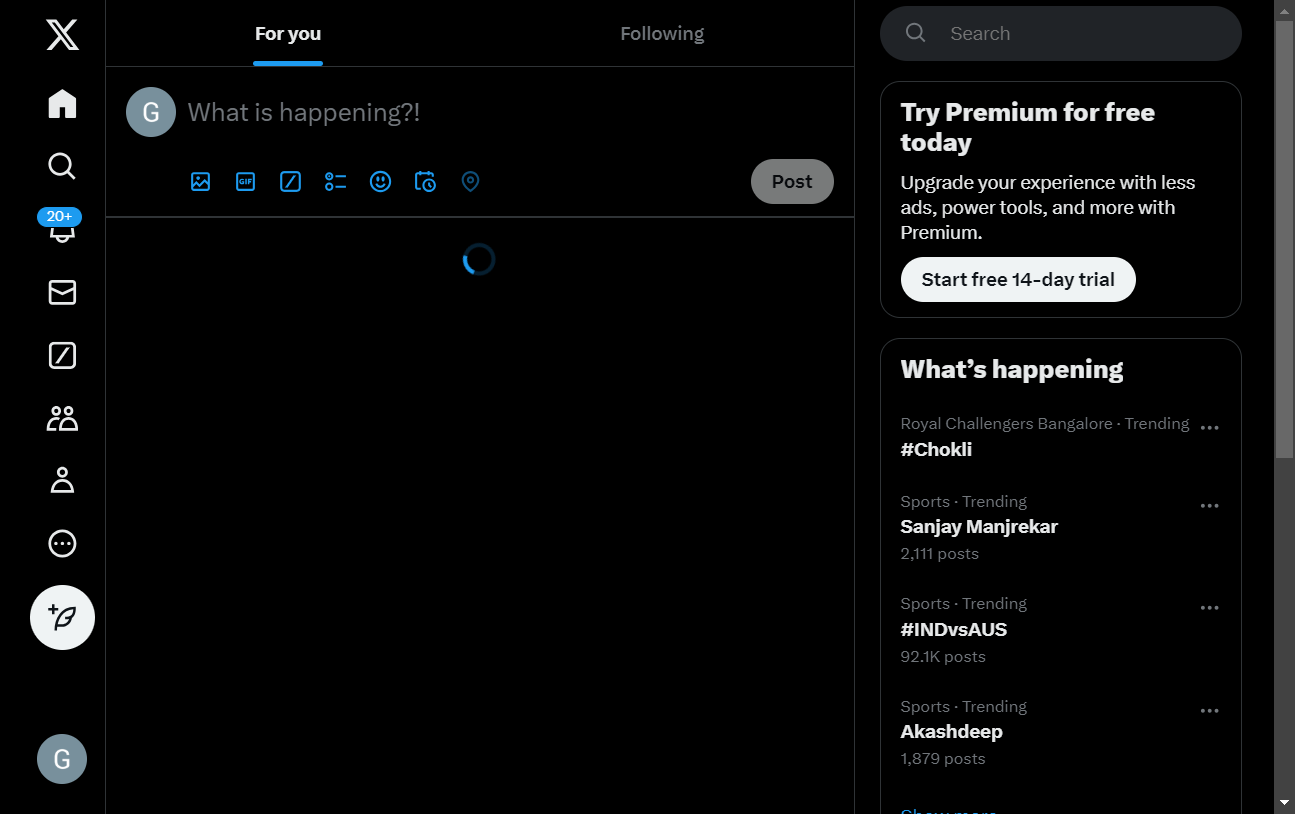 For you
Following
Search
20+
G
What is happening?!
GIF
Post
Try Premium for free
today
Upgrade your experience with less
ads, power tools, and more with
Premium.
Start free 14-day trial
What’s happening
Royal Challengers Bangalore · Trending
#Chokli
Sports · Trending
Sanjay Manjrekar
2,111 posts
Sports · Trending
#INDvsAUS
92.1K posts
Sports · Trending
Akashdeep
1,879 posts
Show more
G